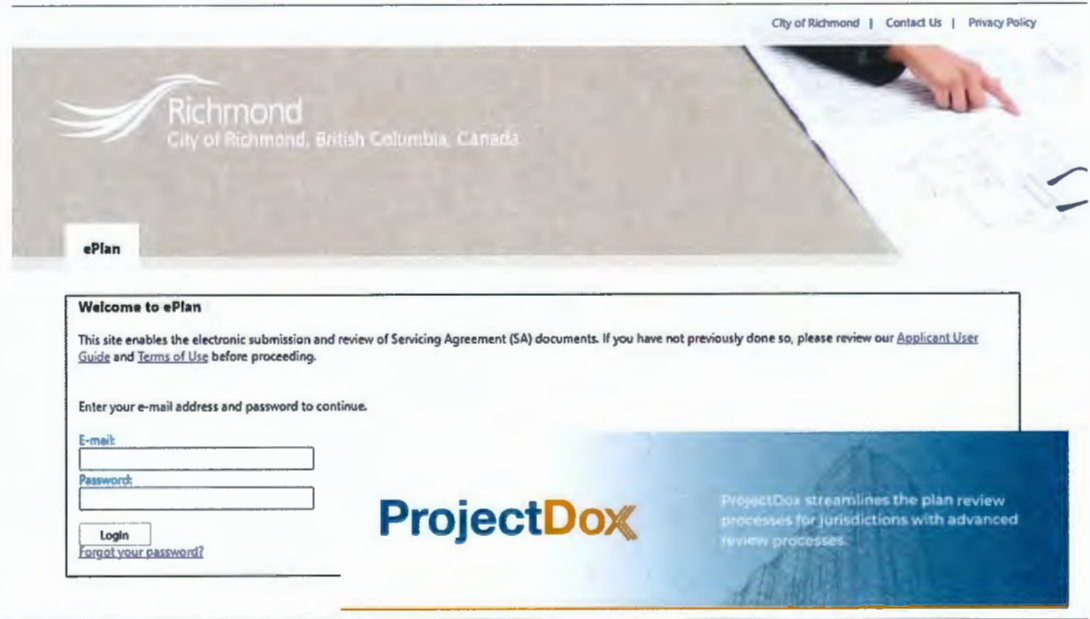 City of Richmond | Contact Us | Privacy Policy
Richmond
City of Richmond, British Columbia, Canada
ePlan
Welcome to ePlan
This site enables the electronic submission and review of Servicing Agreement (SA) documents. If you have not previously done so, please review our Applicant User
Guide and Terms of Use before proceeding.
Enter your e-mail address and password to continue.
E-mail:
Password:
Login
Forgot your password?
ProjectDox
ProjectDox streamlines the plan review
processes for jurisdictions with advanced
review processes.